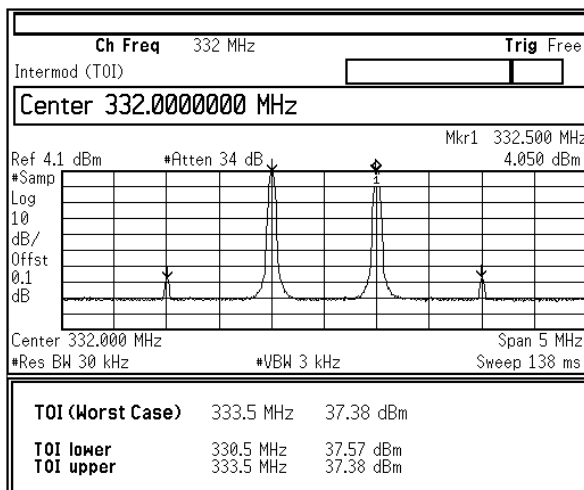 Ch Freq 332 MHz Trig Free
Intermod (TOI)
Center 332.0000000 MHz
Mkr1 332.500 MHz
Ref 4.1 dBm #Atten 34 dB 4.050 dBm
#Samp
Log
10
dB/
Offst
0.1
dB
1
Center 332.000 MHz Span 5 MHz
#Res BW 30 kHz #VBW 3 kHz Sweep 138 ms
TOI (Worst Case) 333.5 MHz 37.38 dBm
TOI lower 330.5 MHz 37.57 dBm
TOI upper 333.5 MHz 37.38 dBm